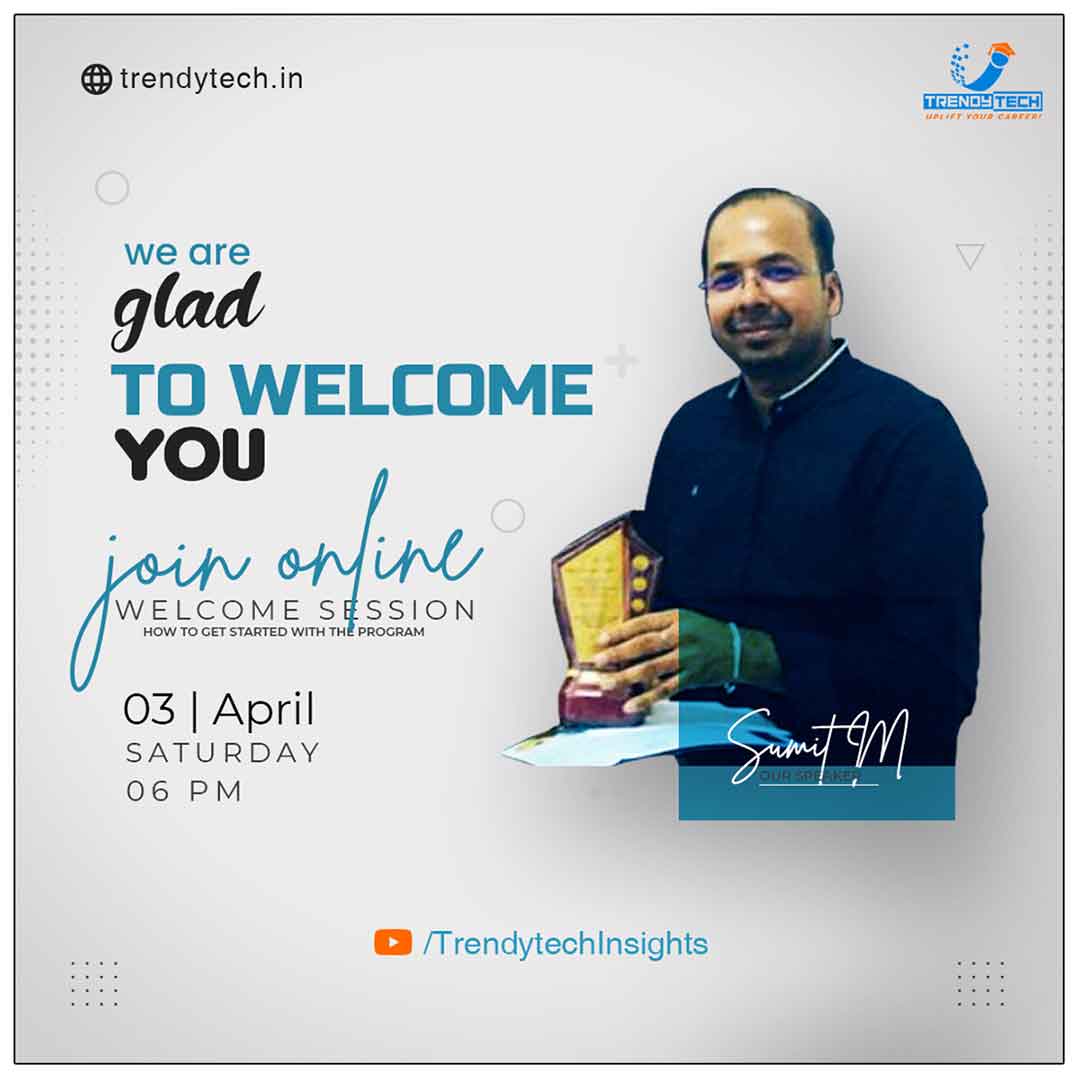 trendytech.in
TRENDYTECH
UPLIFT YOUR CAREER!
we are
glad
TO WELCOME
YOU
join online
WELCOME SESSION
HOW TO GET STARTED WITH THE PROGRAM
03 | April
SATURDAY
06 PM
Sumit M
OUR SPEAKER
/TrendytechInsights